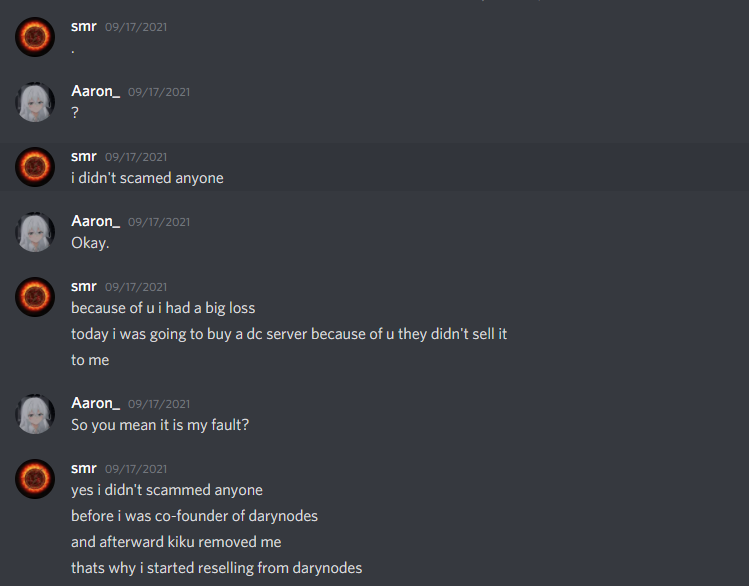 smr 09/17/2021
.
Aaron_ 09/17/2021
?
smr 09/17/2021
i didn't scamed anyone
Aaron_ 09/17/2021
Okay.
smr 09/17/2021
because of u i had a big loss
today i was going to buy a dc server because of u they didn't sell it
to me
Aaron_ 09/17/2021
So you mean it is my fault?
smr 09/17/2021
yes i didn't scammed anyone
before i was co-founder of darynodes
and afterward kiku removed me
thats why i started reselling from darynodes